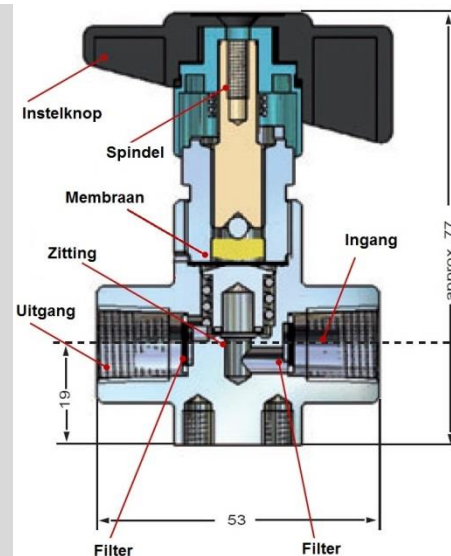 Instelknop
Spindel
Membraan
Zitting
Ingang
Uitgang
approx. 77
19
53
Filter
Filter